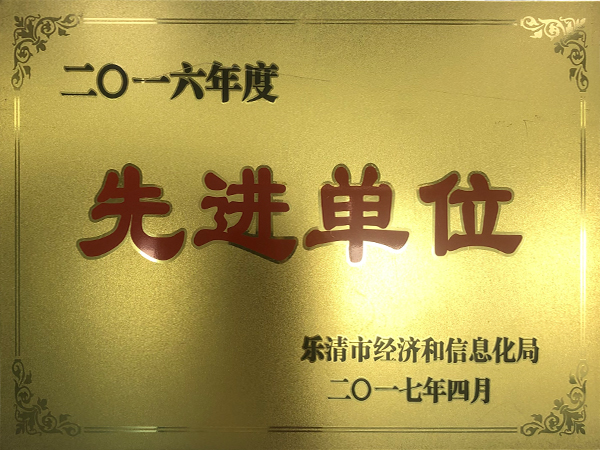 二〇一六年度
先进单位
乐清市经济和信息化局
二〇一七年四月